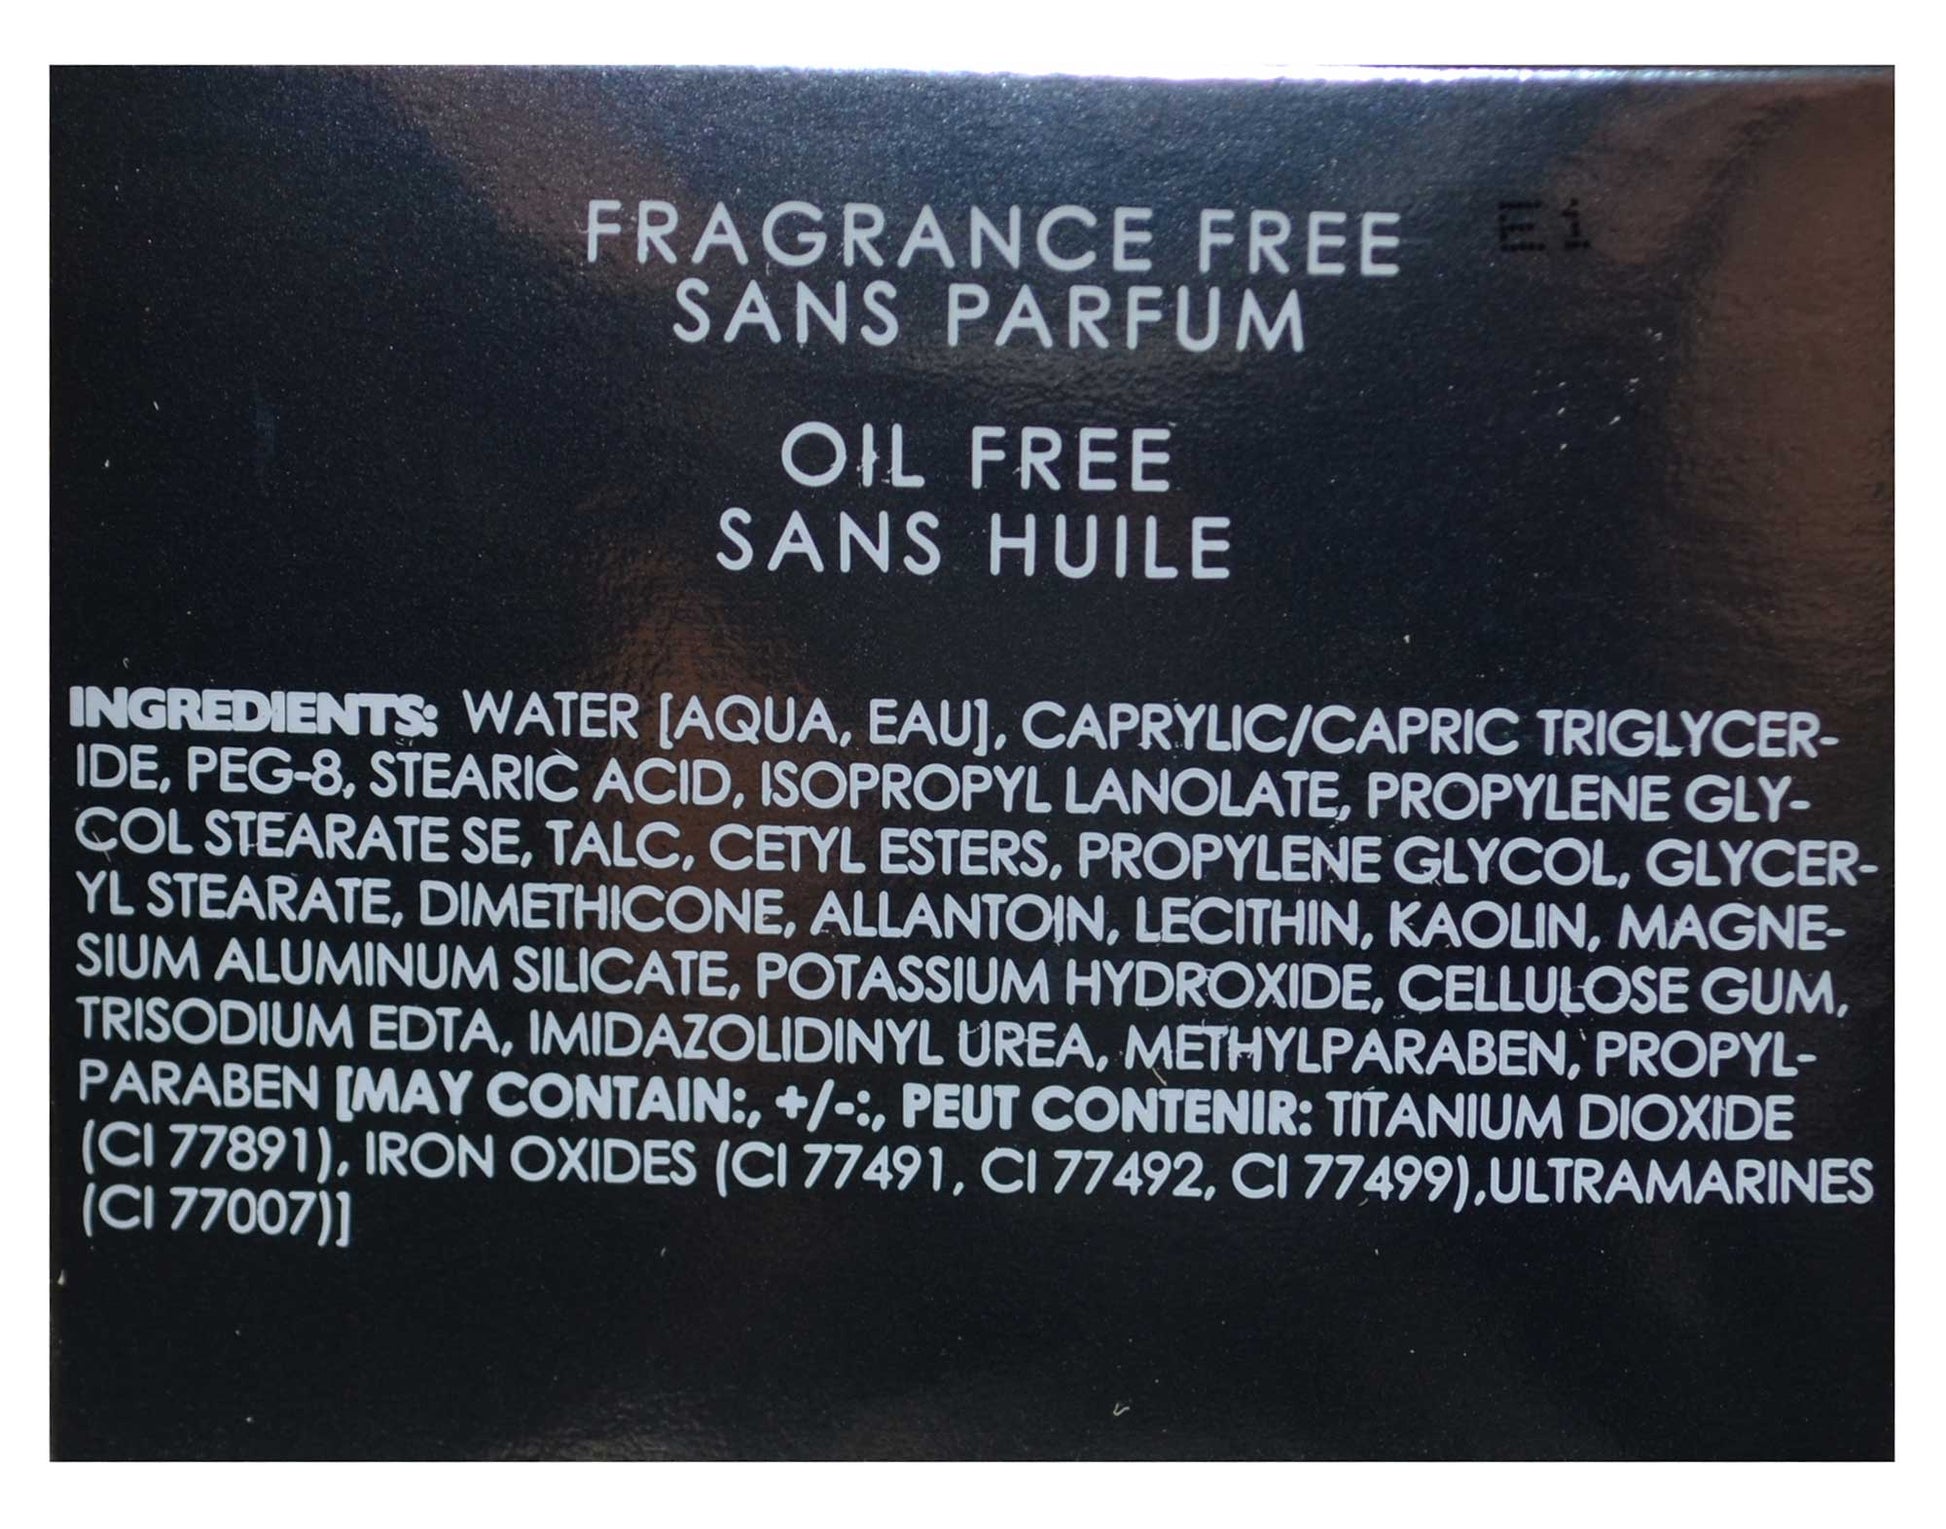 FRAGRANCE FREE E1
SANS PARFUM
OIL FREE
SANS HUILE
INGREDIENTS: WATER [AQUA, EAU], CAPRYLIC/CAPRIC TRIGLYCER-
IDE, PEG-8, STEARIC ACID, ISOPROPYL LANOLATE, PROPYLENE GLY-
COL STEARATE SE, TALC, CETYL ESTERS, PROPYLENE GLYCOL, GLYCER-
YL STEARATE, DIMETHICONE, ALLANTOIN, LECITHIN, KAOLIN, MAGNE-
SIUM ALUMINUM SILICATE, POTASSIUM HYDROXIDE, CELLULOSE GUM,
TRISODIUM EDTA, IMIDAZOLIDINYL UREA, METHYLPARABEN, PROPYL-
PARABEN [MAY CONTAIN:, +/-:, PEUT CONTENIR: TITANIUM DIOXIDE
(CI 77891), IRON OXIDES (CI 77491, CI 77492, CI 77499),ULTRAMARINES
(CI 77007)]